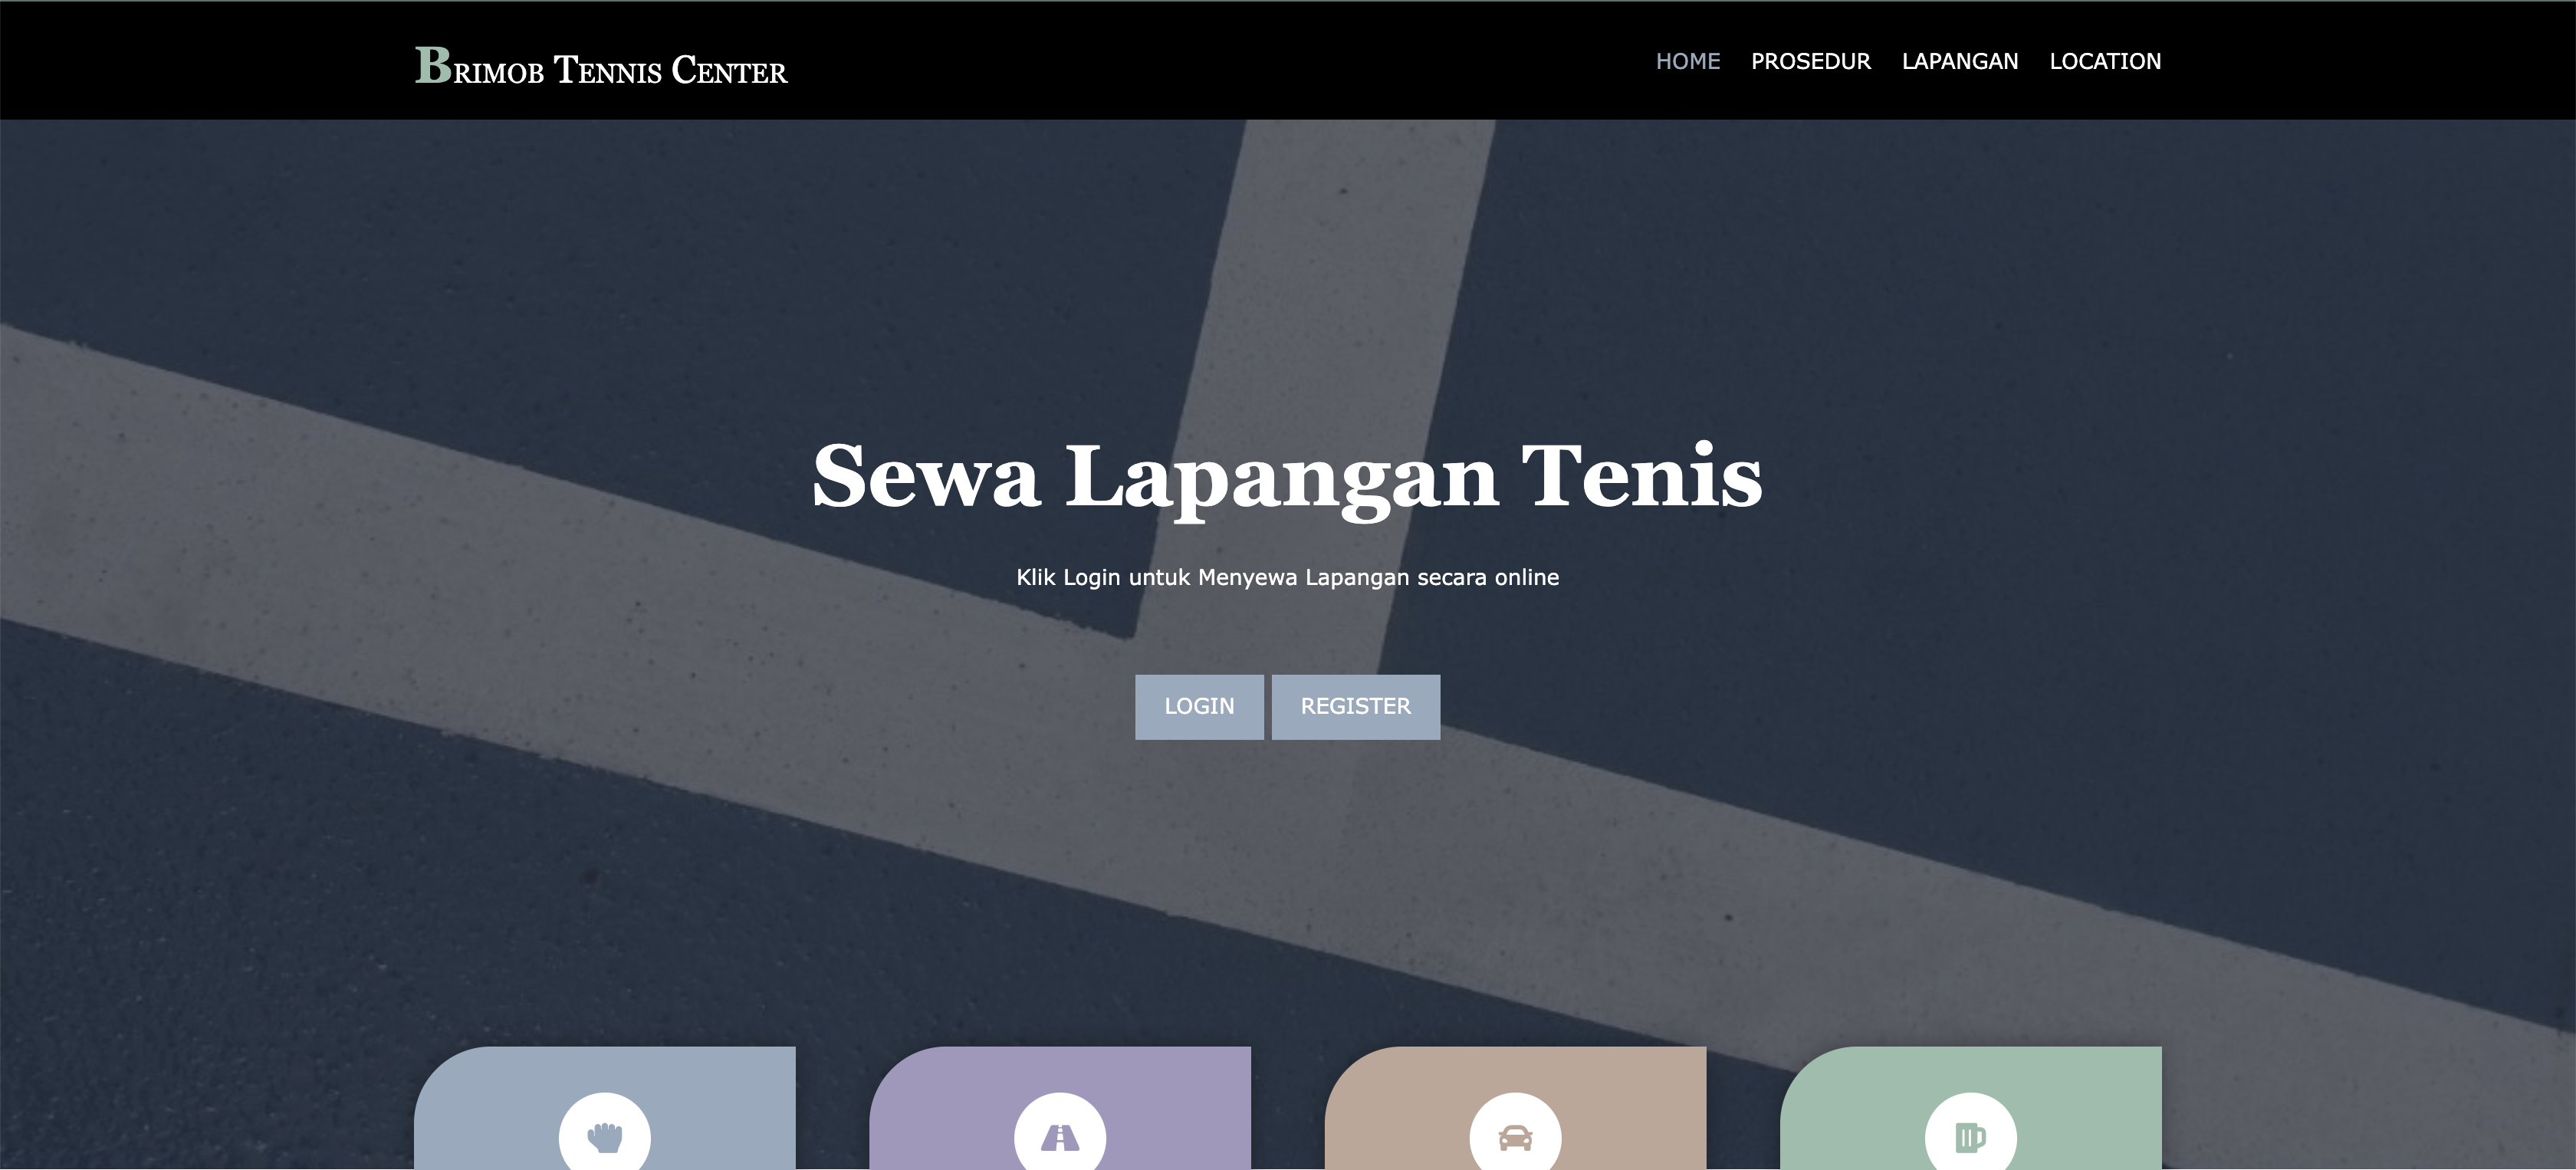 Brimob Tennis Center
HOME PROSEDUR LAPANGAN LOCATION
Sewa Lapangan Tenis
Klik Login untuk Menyewa Lapangan secara online
LOGIN REGISTER